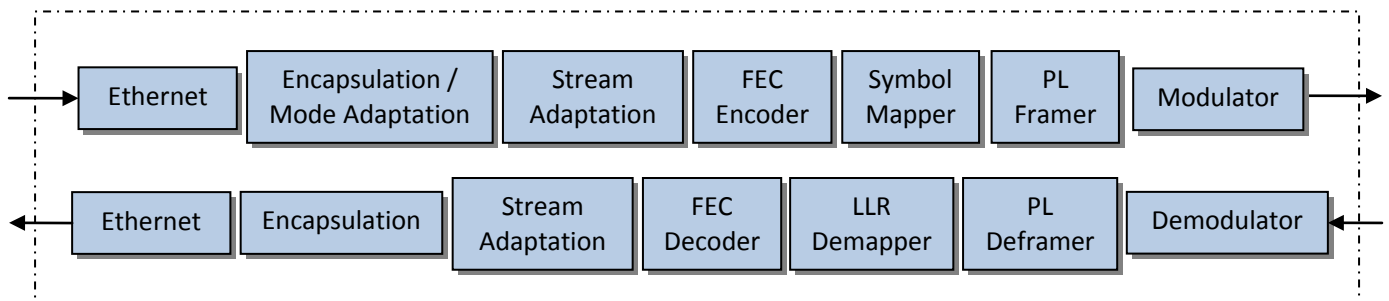 Ethernet
Encapsulation /
Mode Adaptation
Stream
Adaptation
FEC
Encoder
Symbol
Mapper
PL
Framer
Modulator
Ethernet
Encapsulation
Stream
Adaptation
FEC
Decoder
LLR
Demapper
PL
Deframer
Demodulator